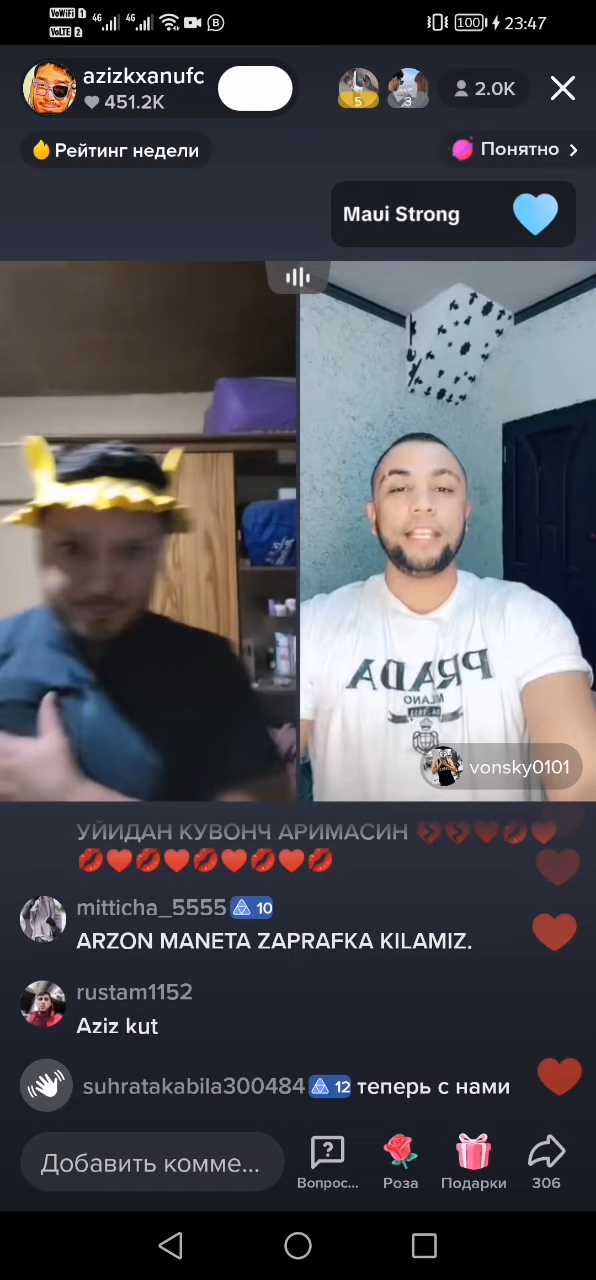 VoWiFi 1
VoLTE 2
4G
4G
B
100
23:47
azizkxanufc
451.2K
5
3
2.0K
Рейтинг недели
Понятно
Maui Strong
PRADA
MILANO
vonsky0101
УЙИДАН КУВОНЧ АРИМАСИН
mitticha_5555 10
ARZON MANETA ZAPRAFKA KILAMIZ.
rustam1152
Aziz kut
suhratakabila300484 12 теперь с нами
Добавить комме...
Вопрос...
Роза
Подарки
306